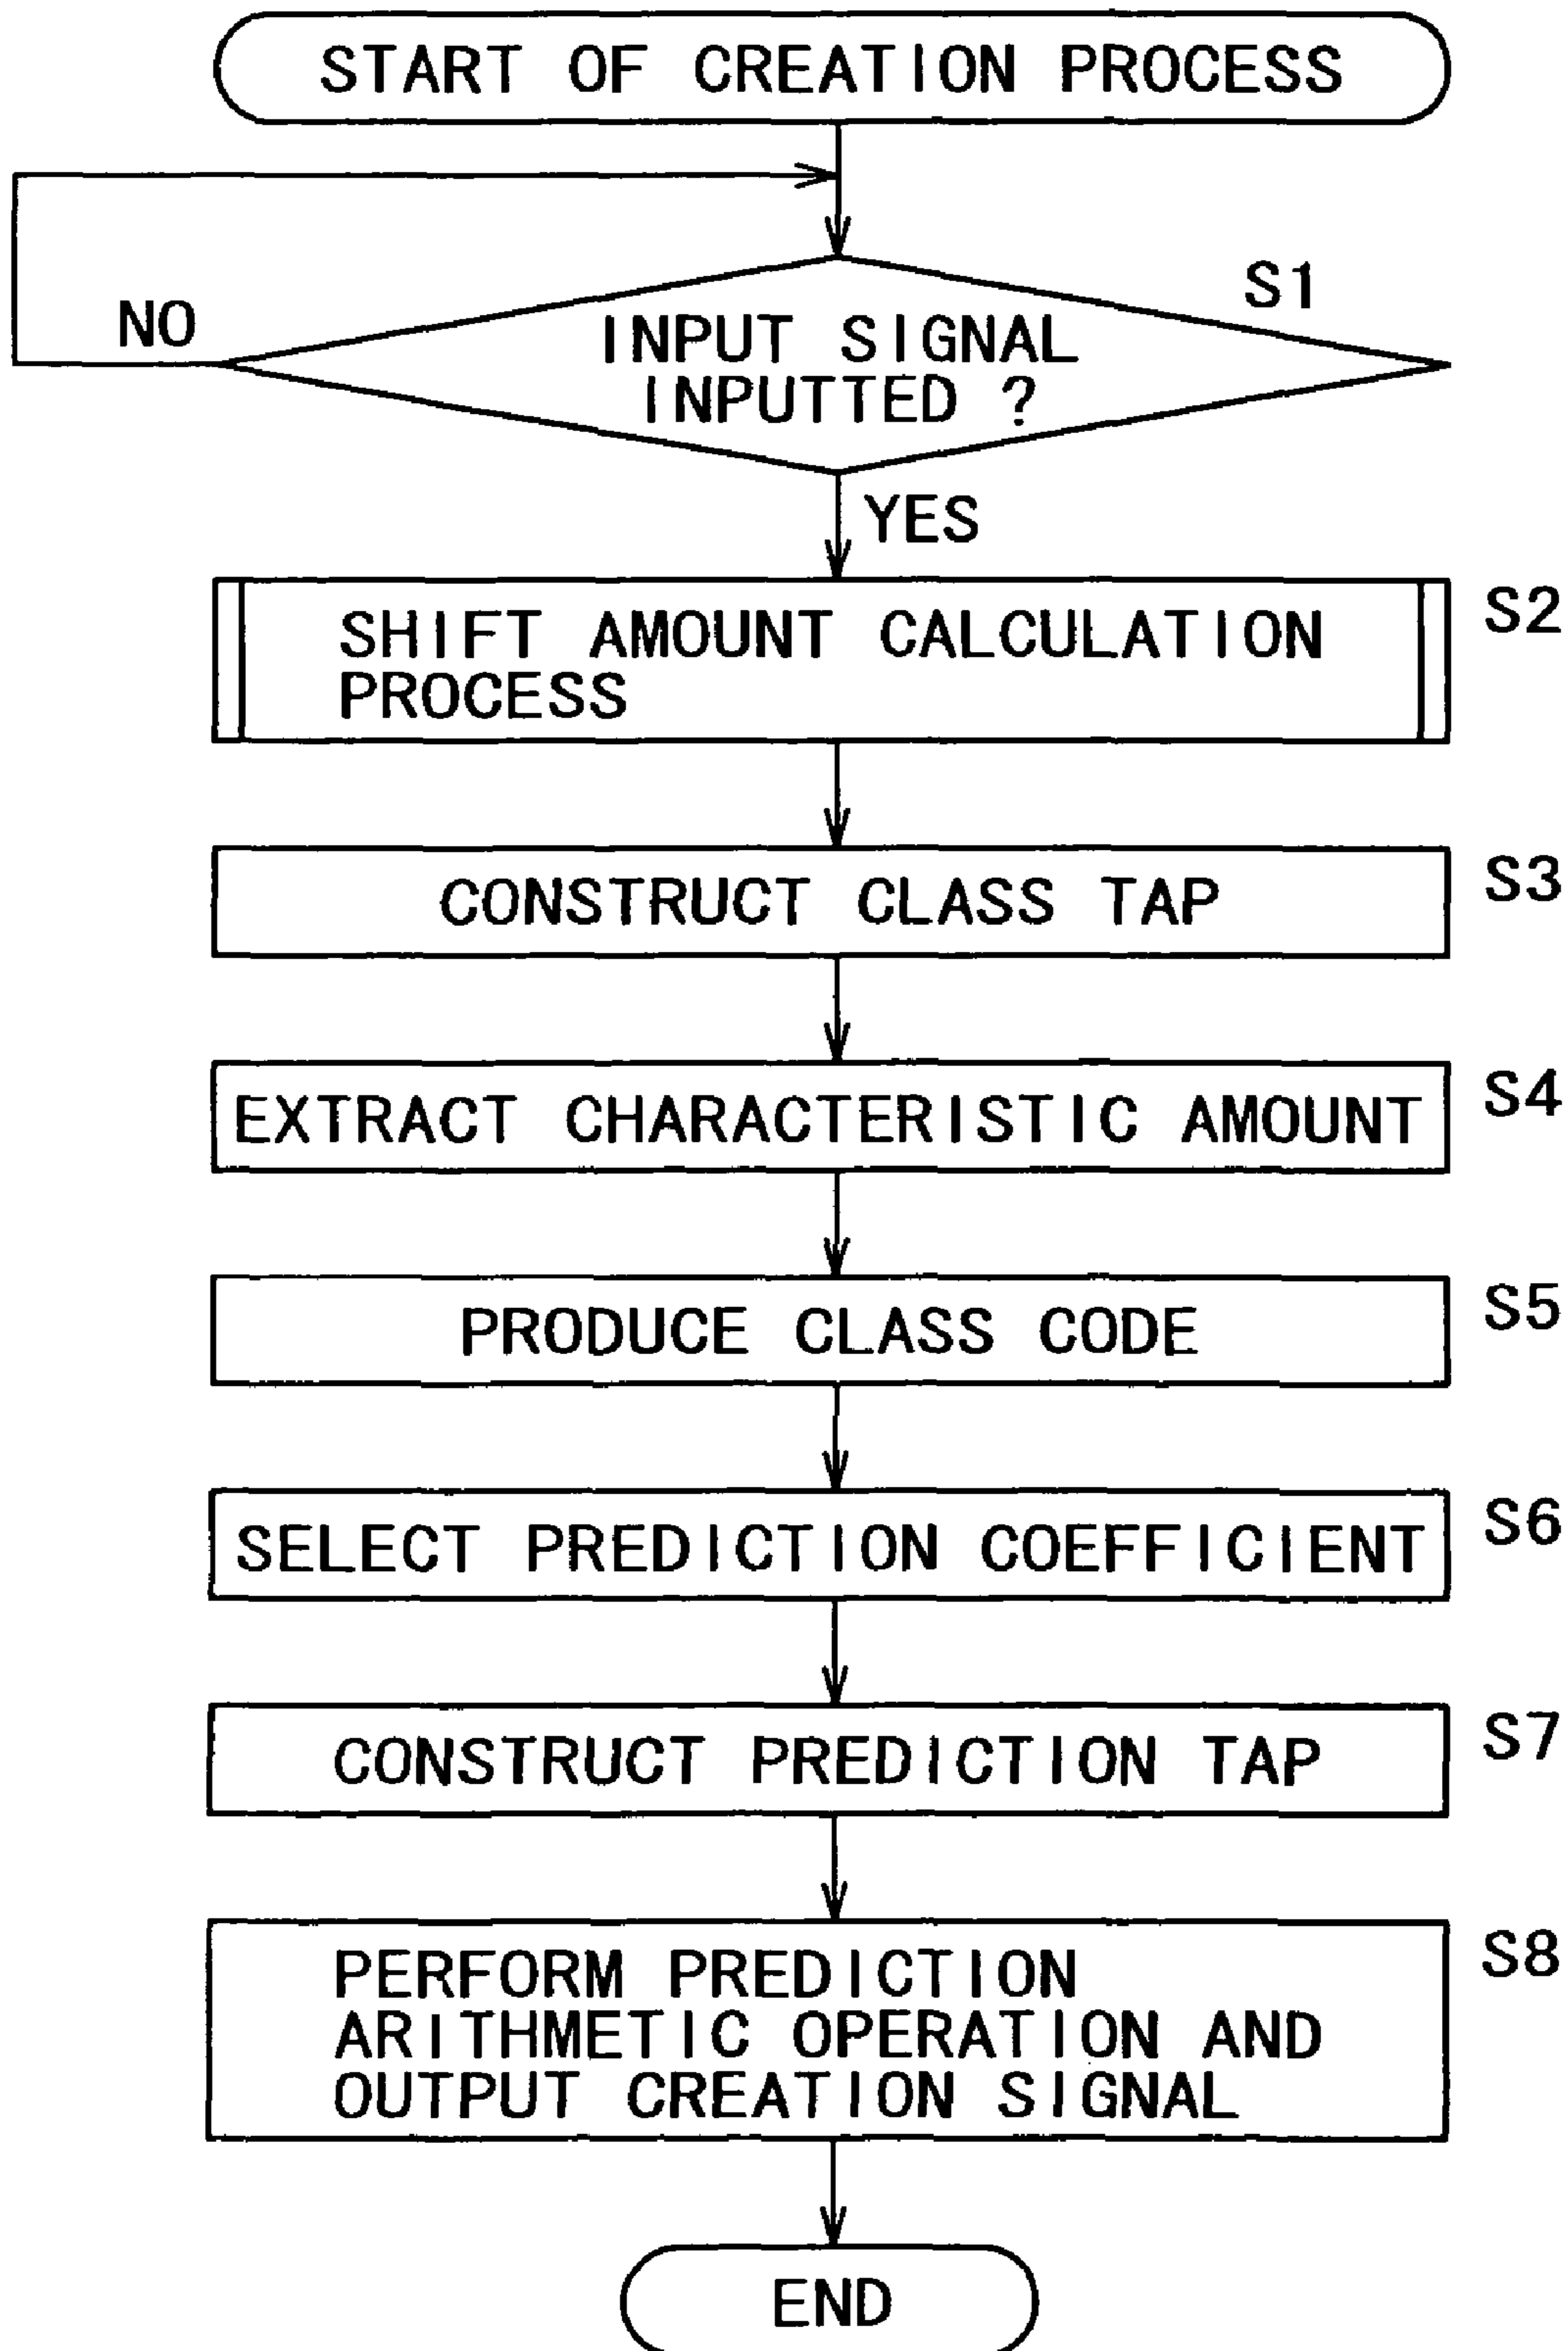 START OF CREATION PROCESS
S1
NO
INPUT SIGNAL
INPUTTED ?
YES
S2
SHIFT AMOUNT CALCULATION
PROCESS
S3
CONSTRUCT CLASS TAP
S4
EXTRACT CHARACTERISTIC AMOUNT
S5
PRODUCE CLASS CODE
S6
SELECT PREDICTION COEFFICIENT
S7
CONSTRUCT PREDICTION TAP
S8
PERFORM PREDICTION
ARITHMETIC OPERATION AND
OUTPUT CREATION SIGNAL
END